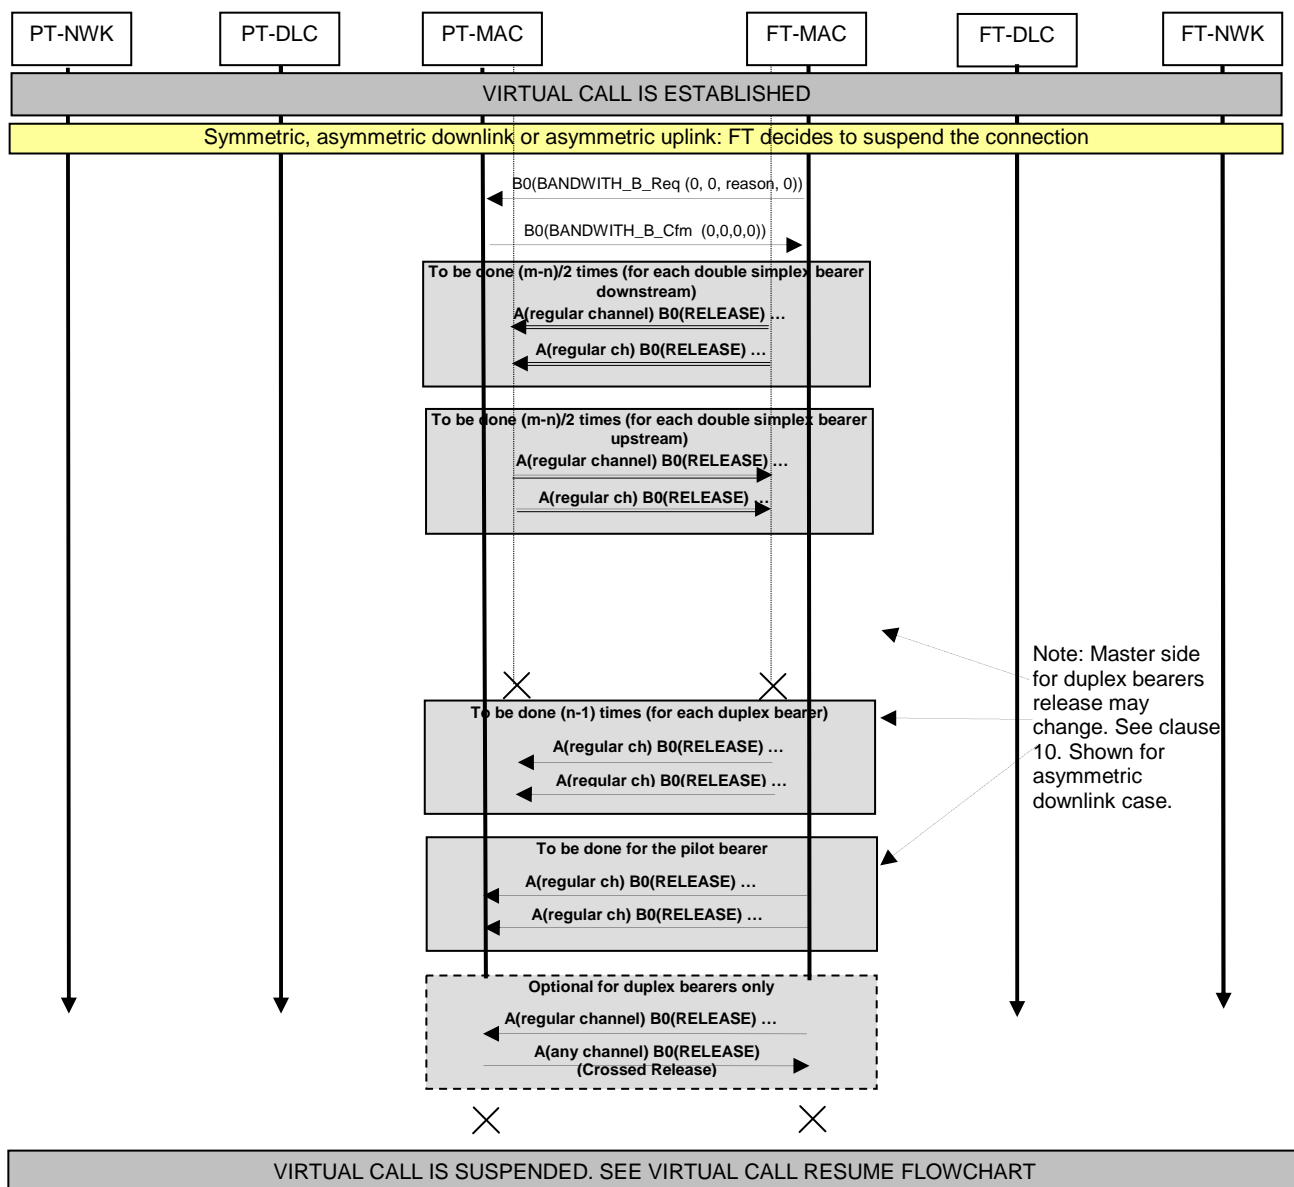 PT-NWK
PT-DLC
PT-MAC
FT-MAC
FT-DLC
FT-NWK
VIRTUAL CALL IS ESTABLISHED
Symmetric, asymmetric downlink or asymmetric uplink: FT decides to suspend the connection
B0(BANDWITH_B_Req (0, 0, reason, 0))
B0(BANDWITH_B_Cfm (0,0,0,0))
To be done (m-n)/2 times (for each double simplex bearer
downstream)
A(regular channel) B0(RELEASE) …
A(regular ch) B0(RELEASE) …
To be done (m-n)/2 times (for each double simplex bearer
upstream)
A(regular channel) B0(RELEASE) …
A(regular ch) B0(RELEASE) …
Note: Master side
for duplex bearers
release may
change. See clause
10. Shown for
asymmetric
downlink case.
To be done (n-1) times (for each duplex bearer)
A(regular ch) B0(RELEASE) …
A(regular ch) B0(RELEASE) …
To be done for the pilot bearer
A(regular ch) B0(RELEASE) …
A(regular ch) B0(RELEASE) …
Optional for duplex bearers only
A(regular channel) B0(RELEASE) …
A(any channel) B0(RELEASE)
(Crossed Release)
VIRTUAL CALL IS SUSPENDED. SEE VIRTUAL CALL RESUME FLOWCHART